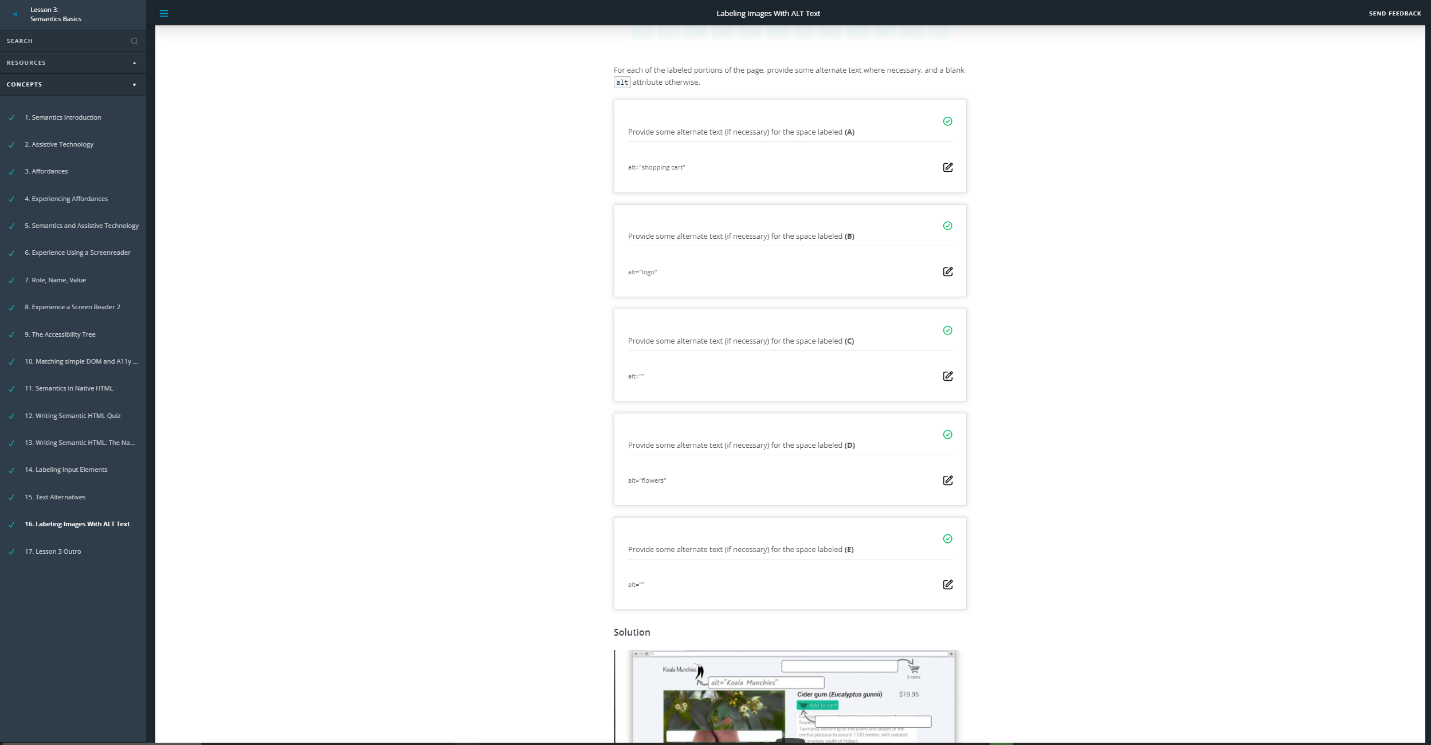 Lesson 3:
Semantics Basics
SEARCH
RESOURCES
CONCEPTS
1. Semantics Introduction
2. Assistive Technology
3. Affordances
4. Experiencing Affordances
5. Semantics and Assistive Technology
6. Experience Using a Screenreader
7. Role, Name, Value
8. Experience a Screen Reader 2
9. The Accessibility Tree
10. Matching simple DOM and A11y ...
11. Semantics in Native HTML
12. Writing Semantic HTML Quiz
13. Writing Semantic HTML: The Na...
14. Labeling Input Elements
15. Text Alternatives
16. Labeling Images With ALT Text
17. Lesson 3 Outro
Labeling Images With ALT Text
SEND FEEDBACK
For each of the labeled portions of the page, provide some alternate text where necessary, and a blank
alt attribute otherwise.
Provide some alternate text (if necessary) for the space labeled (A)
alt="shopping cart"
Provide some alternate text (if necessary) for the space labeled (B)
alt="logo"
Provide some alternate text (if necessary) for the space labeled (C)
alt=""
Provide some alternate text (if necessary) for the space labeled (D)
alt="flowers"
Provide some alternate text (if necessary) for the space labeled (E)
alt=""
Solution
Koala Munchies
alt="Koala Munchies"
Cider gum (Eucalyptus gunnii)
$19.95
Add to cart